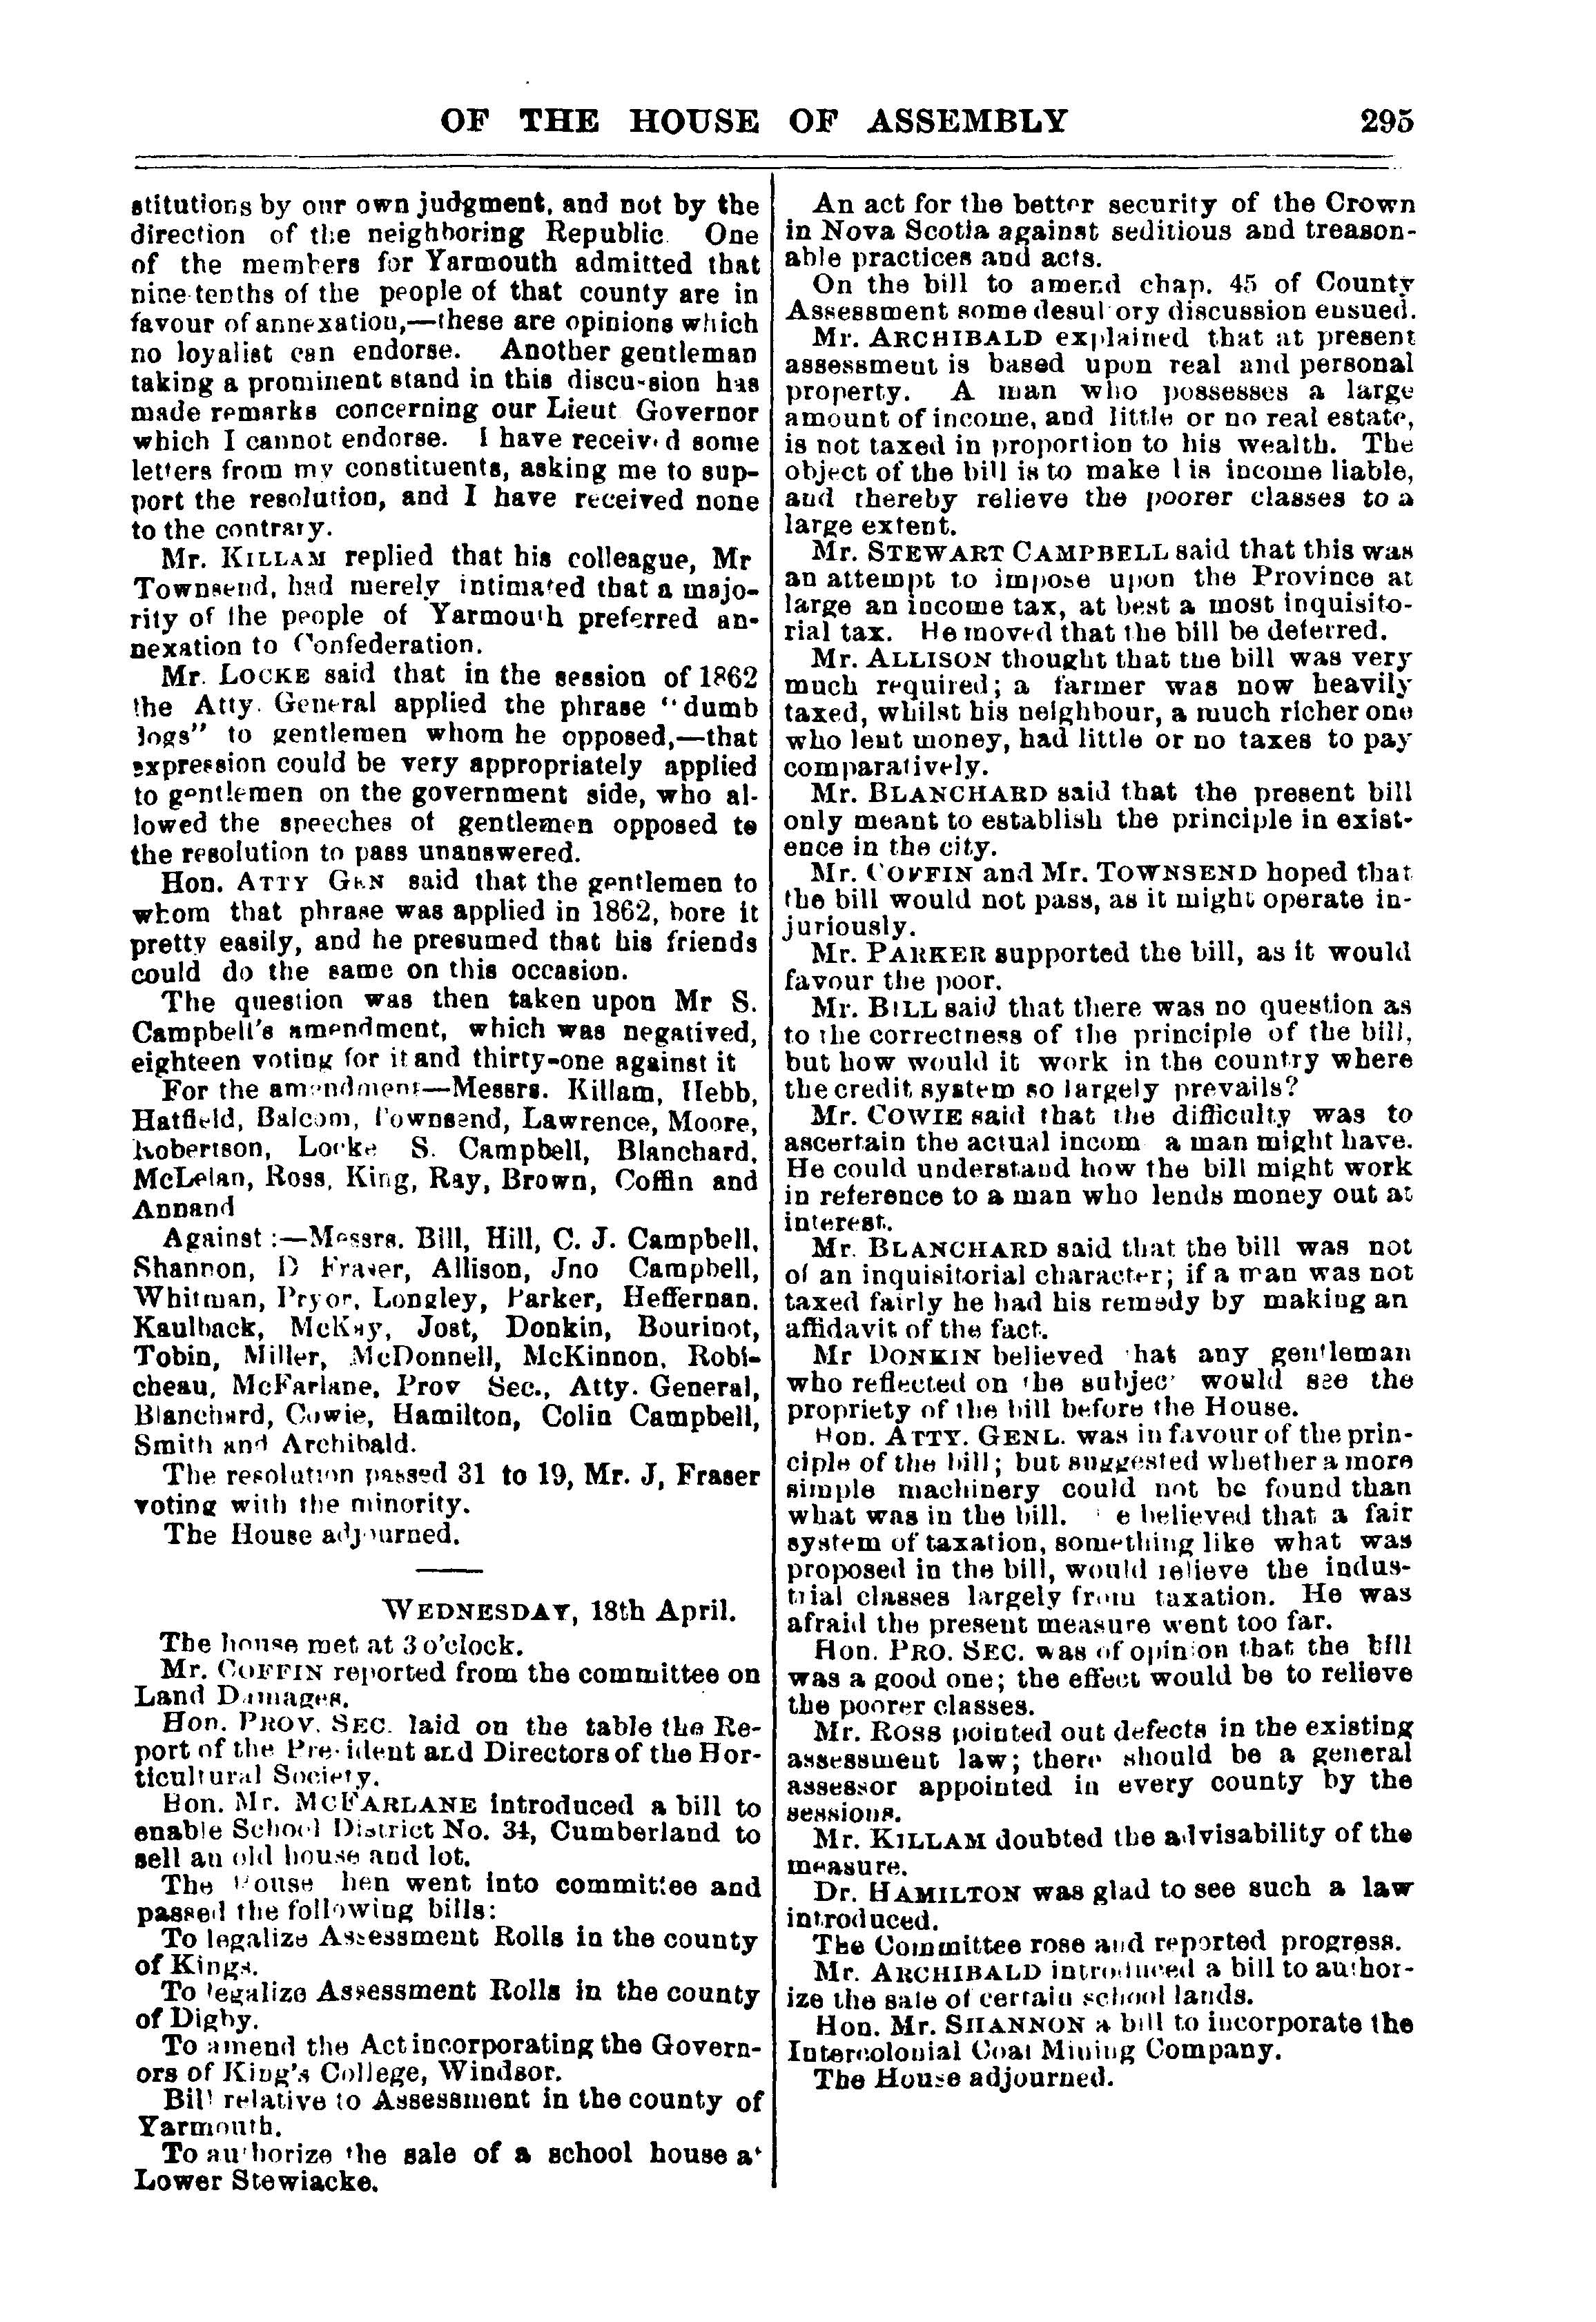 OF THE HOUSE OF ASSEMBLY 295
stitutions by our own judgment, and not by the
direction of the neighboring Republic. One
of the members for Yarmouth admitted that
nine-tenths of the people of that county are in
favour of annexation,—these are opinions which
no loyalist can endorse. Another gentleman
taking a prominent stand in this discussion has
made remarks concerning our Lieut Governor
which I cannot endorse. I have received some
letters from my constituents, asking me to sup-
port the resolution, and I have received none
to the contrary.
Mr. KILLAM replied that his colleague, Mr
Townsend, had merely intimated that a majo-
rity of the people of Yarmouth preferred an-
nexation to Confederation.
Mr. LOCKE said that in the session of 1862
the Atty. General applied the phrase "dumb
dogs" to gentlemen whom he opposed,—that
expression could be very appropriately applied
to gentlemen on the government side, who al-
lowed the speeches of gentlemen opposed to
the resolution to pass unanswered.
Hon. ATTY GEN said that the gentlemen to
whom that phrase was applied in 1862, bore it
pretty easily, and he presumed that his friends
could do the same on this occasion.
The question was then taken upon Mr S.
Campbell's amendment, which was negatived,
eighteen voting for it and thirty-one against it
For the amendment—Messrs. Killam, Hebb,
Hatfield, Balcom, Townsend, Lawrence, Moore,
Robertson, Locke S. Campbell, Blanchard,
McLelan, Ross, King, Ray, Brown, Coffin and
Annand
Against :—Messrs. Bill, Hill, C. J. Campbell,
Shannon, D Fraser, Allison, Jno Campbell,
Whitman, Pryor, Longley, Parker, Heffernan,
Kaulback, McKay, Jost, Donkin, Bourinot,
Tobin, Miller, McDonnell, McKinnon, Robi-
cheau, McFarlane, Prov Sec., Atty. General,
Blanchard, Cowie, Hamilton, Colin Campbell,
Smith and Archibald.
The resolution passed 31 to 19, Mr. J, Fraser
voting with the minority.
The House adjourned.
WEDNESDAY, 18th April.
The house met at 3 o'clock.
Mr. COFFIN reported from the committee on
Land Damages.
Hon. PROV. SEC. laid on the table the Re-
port of the President and Directors of the Hor-
ticultural Society.
Hon. Mr. MCFARLANE introduced a bill to
enable School District No. 34, Cumberland to
sell an old house and lot.
The House then went into committee and
passed the following bills:
To legalize Assessment Rolls in the county
of Kings.
To legalize Assessment Rolls in the county
of Digby.
To amend the Act incorporating the Govern-
ors of King's College, Windsor.
Bill relative to Assessment in the county of
Yarmouth.
To authorize the sale of a school house at
Lower Stewiacke.
An act for the better security of the Crown
in Nova Scotia against seditious and treason-
able practices and acts.
On the bill to amend chap. 45 of County
Assessment some desultory discussion ensued.
Mr. ARCHIBALD explained that at present
assessment is based upon real and personal
property. A man who possesses a large
amount of income, and little or no real estate,
is not taxed in proportion to his wealth. The
object of the bill is to make his income liable,
and thereby relieve the poorer classes to a
large extent.
Mr. STEWART CAMPBELL said that this was
an attempt to impose upon the Province at
large an income tax, at best a most inquisito-
rial tax. He moved that the bill be deferred.
Mr. ALLISON thought that the bill was very
much required; a farmer was now heavily
taxed, whilst his neighbour, a much richer one
who lent money, had little or no taxes to pay
comparatively.
Mr. BLANCHARD said that the present bill
only meant to establish the principle in exist-
ence in the city.
Mr. COFFIN and Mr. TOWNSEND hoped that
the bill would not pass, as it might operate in-
juriously.
Mr. PARKER supported the bill, as it would
favour the poor.
Mr. BILL said that there was no question as
to the correctness of the principle of the bill,
but how would it work in the country where
the credit system so largely prevails?
Mr. COWIE said that the difficulty was to
ascertain the actual incom a man might have.
He could understand how the bill might work
in reference to a man who lends money out at
interest.
Mr. BLANCHARD said that the bill was not
of an inquisitorial character; if a man was not
taxed fairly he had his remedy by making an
affidavit of the fact.
Mr DONKIN believed that any gentleman
who reflected on the subject would see the
propriety of the bill before the House.
Hon. ATTY. GENL. was in favour of the prin-
ciple of the bill; but suggested whether a more
simple machinery could not be found than
what was in the bill. He believed that a fair
system of taxation, something like what was
proposed in the bill, would relieve the indus-
trial classes largely from taxation. He was
afraid the present measure went too far.
Hon. PRO. SEC. was of opinion that the bill
was a good one; the effect would be to relieve
the poorer classes.
Mr. ROSS pointed out defects in the existing
assessment law; there should be a general
assessor appointed in every county by the
sessions.
Mr. KILLAM doubted the advisability of the
measure.
Dr. HAMILTON was glad to see such a law
introduced.
The Committee rose and reported progress.
Mr. ARCHIBALD introduced a bill to author-
ize the sale of certain school lands.
Hon. Mr. SHANNON a bill to incorporate the
Intercolonial Coal Mining Company.
The House adjourned.